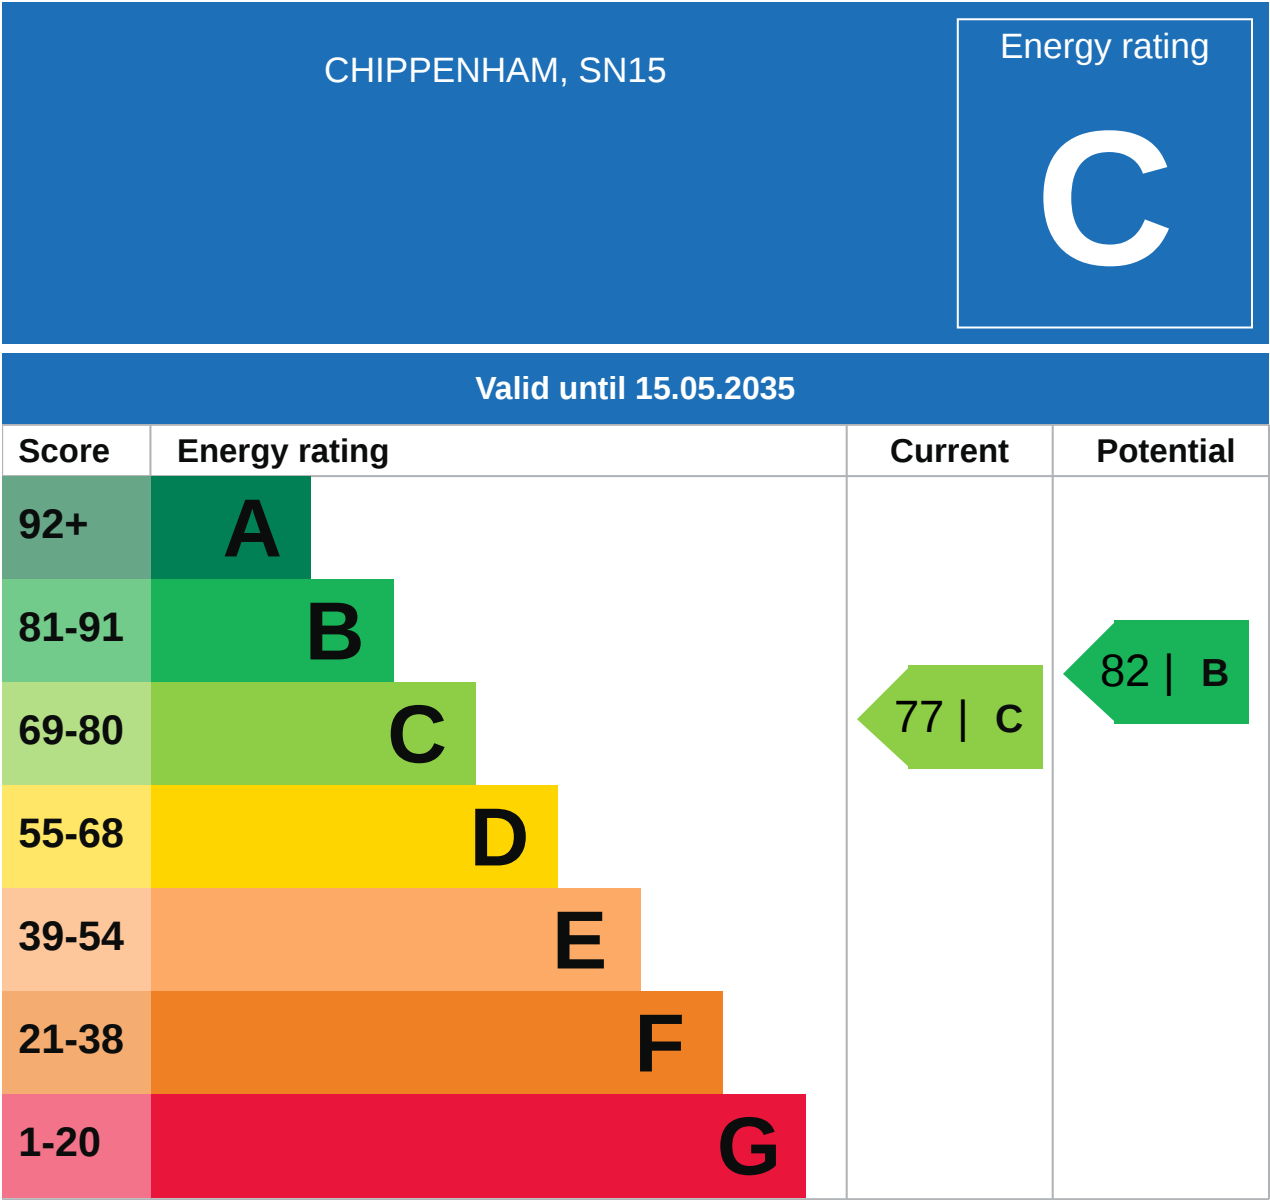 CHIPPENHAM, SN15
Energy rating
C
Valid until 15.05.2035
Score Energy rating Current Potential
92+ A
81-91 B
82 | B
69-80 C
77 | C
55-68 D
39-54 E
21-38 F
1-20 G